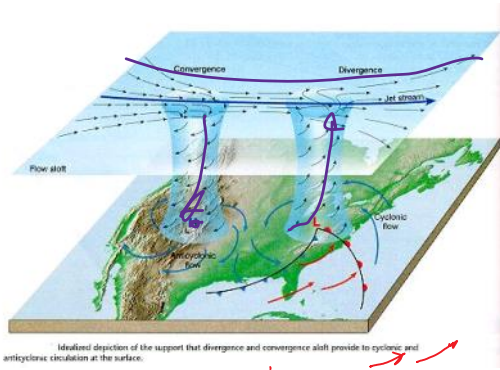 Convergence
Divergence
Jet stream
Flow aloft
L
Cyclonic
flow
Anticyclonic
flow
Idealized depiction of the support that divergence and convergence aloft provide to cyclonic and
anticyclonic circulation at the surface.